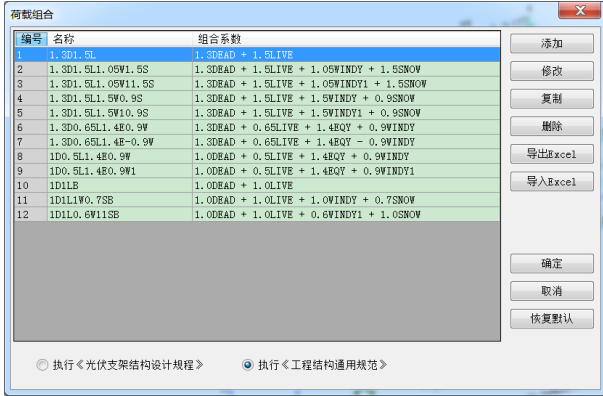 荷载组合
编号 名称 组合系数
1 1.3D1.5L 1.3DEAD + 1.5LIVE
2 1.3D1.5L1.05W1.5S 1.3DEAD + 1.5LIVE + 1.05WINDY + 1.5SNOW
3 1.3D1.5L1.05W11.5S 1.3DEAD + 1.5LIVE + 1.05WINDY1 + 1.5SNOW
4 1.3D1.5L1.5W0.9S 1.3DEAD + 1.5LIVE + 1.5WINDY + 0.9SNOW
5 1.3D1.5L1.5W10.9S 1.3DEAD + 1.5LIVE + 1.5WINDY1 + 0.9SNOW
6 1.3D0.65L1.4E0.9W 1.3DEAD + 0.65LIVE + 1.4EQY + 0.9WINDY
7 1.3D0.65L1.4E-0.9W 1.3DEAD + 0.65LIVE + 1.4EQY - 0.9WINDY
8 1D0.5L1.4E0.9W 1.0DEAD + 0.5LIVE + 1.4EQY + 0.9WINDY
9 1D0.5L1.4E0.9W1 1.0DEAD + 0.5LIVE + 1.4EQY + 0.9WINDY1
10 1D1LB 1.0DEAD + 1.0LIVE
11 1D1L1W0.7SB 1.0DEAD + 1.0LIVE + 1.0WINDY + 0.7SNOW
12 1D1L0.6W11SB 1.0DEAD + 1.0LIVE + 0.6WINDY1 + 1.0SNOW
添加
修改
复制
删除
导出Excel
导入Excel
确定
取消
恢复默认
执行《光伏支架结构设计规程》 执行《工程结构通用规范》